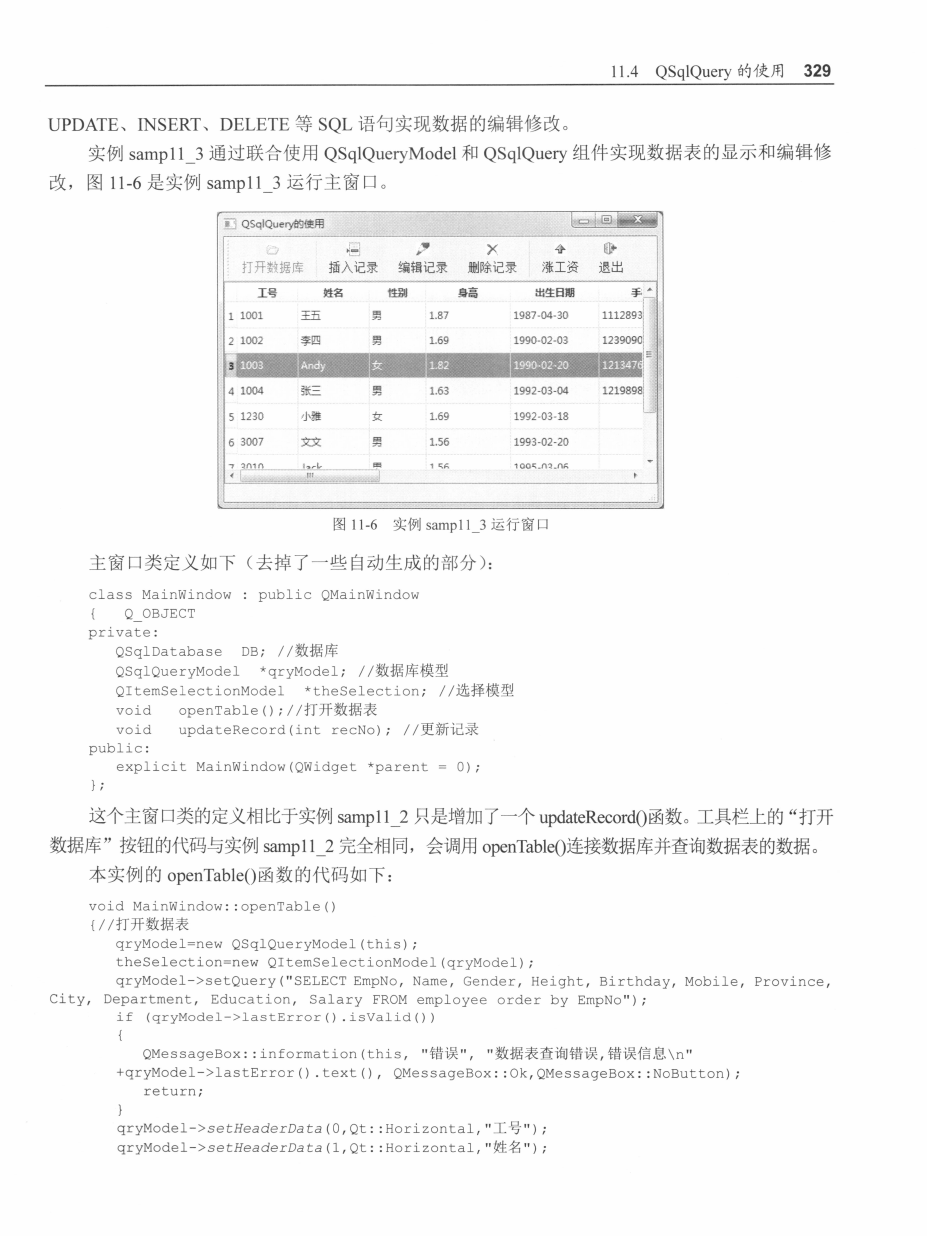 11.4 QSqlQuery 的使用 329
UPDATE、INSERT、DELETE 等 SQL 语句实现数据的编辑修改。
实例 samp11_3 通过联合使用 QSqlQueryModel 和 QSqlQuery 组件实现数据表的显示和编辑修
改，图 11-6 是实例 samp11_3 运行主窗口。
QSqlQuery的使用
打开数据库 插入记录 编辑记录 删除记录 涨工资 退出
工号 姓名 性别 身高 出生日期 手
1 1001 王五 男 1.87 1987-04-30 1112893
2 1002 李四 男 1.69 1990-02-03 1239090
3 1003 Andy 女 1.82 1990-02-20 1213476
4 1004 张三 男 1.63 1992-03-04 1219898
5 1230 小雅 女 1.69 1992-03-18
6 3007 文文 男 1.56 1993-02-20
7 3010 Jack 男 1.56 1995-03-06
图 11-6 实例 samp11_3 运行窗口
主窗口类定义如下（去掉了一些自动生成的部分）：
class MainWindow : public QMainWindow
{ Q_OBJECT
private:
QSqlDatabase DB; //数据库
QSqlQueryModel *qryModel; //数据库模型
QItemSelectionModel *theSelection; //选择模型
void openTable();//打开数据表
void updateRecord(int recNo); //更新记录
public:
explicit MainWindow(QWidget *parent = 0);
};
这个主窗口类的定义相比于实例 samp11_2 只是增加了一个 updateRecord()函数。工具栏上的“打开
数据库”按钮的代码与实例 samp11_2 完全相同，会调用 openTable()连接数据库并查询数据表的数据。
本实例的 openTable()函数的代码如下：
void MainWindow::openTable()
{//打开数据表
qryModel=new QSqlQueryModel(this);
theSelection=new QItemSelectionModel(qryModel);
qryModel->setQuery("SELECT EmpNo, Name, Gender, Height, Birthday, Mobile, Province,
City, Department, Education, Salary FROM employee order by EmpNo");
if (qryModel->lastError().isValid())
{
QMessageBox::information(this, "错误", "数据表查询错误,错误信息\n"
+qryModel->lastError().text(), QMessageBox::Ok,QMessageBox::NoButton);
return;
}
qryModel->setHeaderData(0,Qt::Horizontal,"工号");
qryModel->setHeaderData(1,Qt::Horizontal,"姓名");